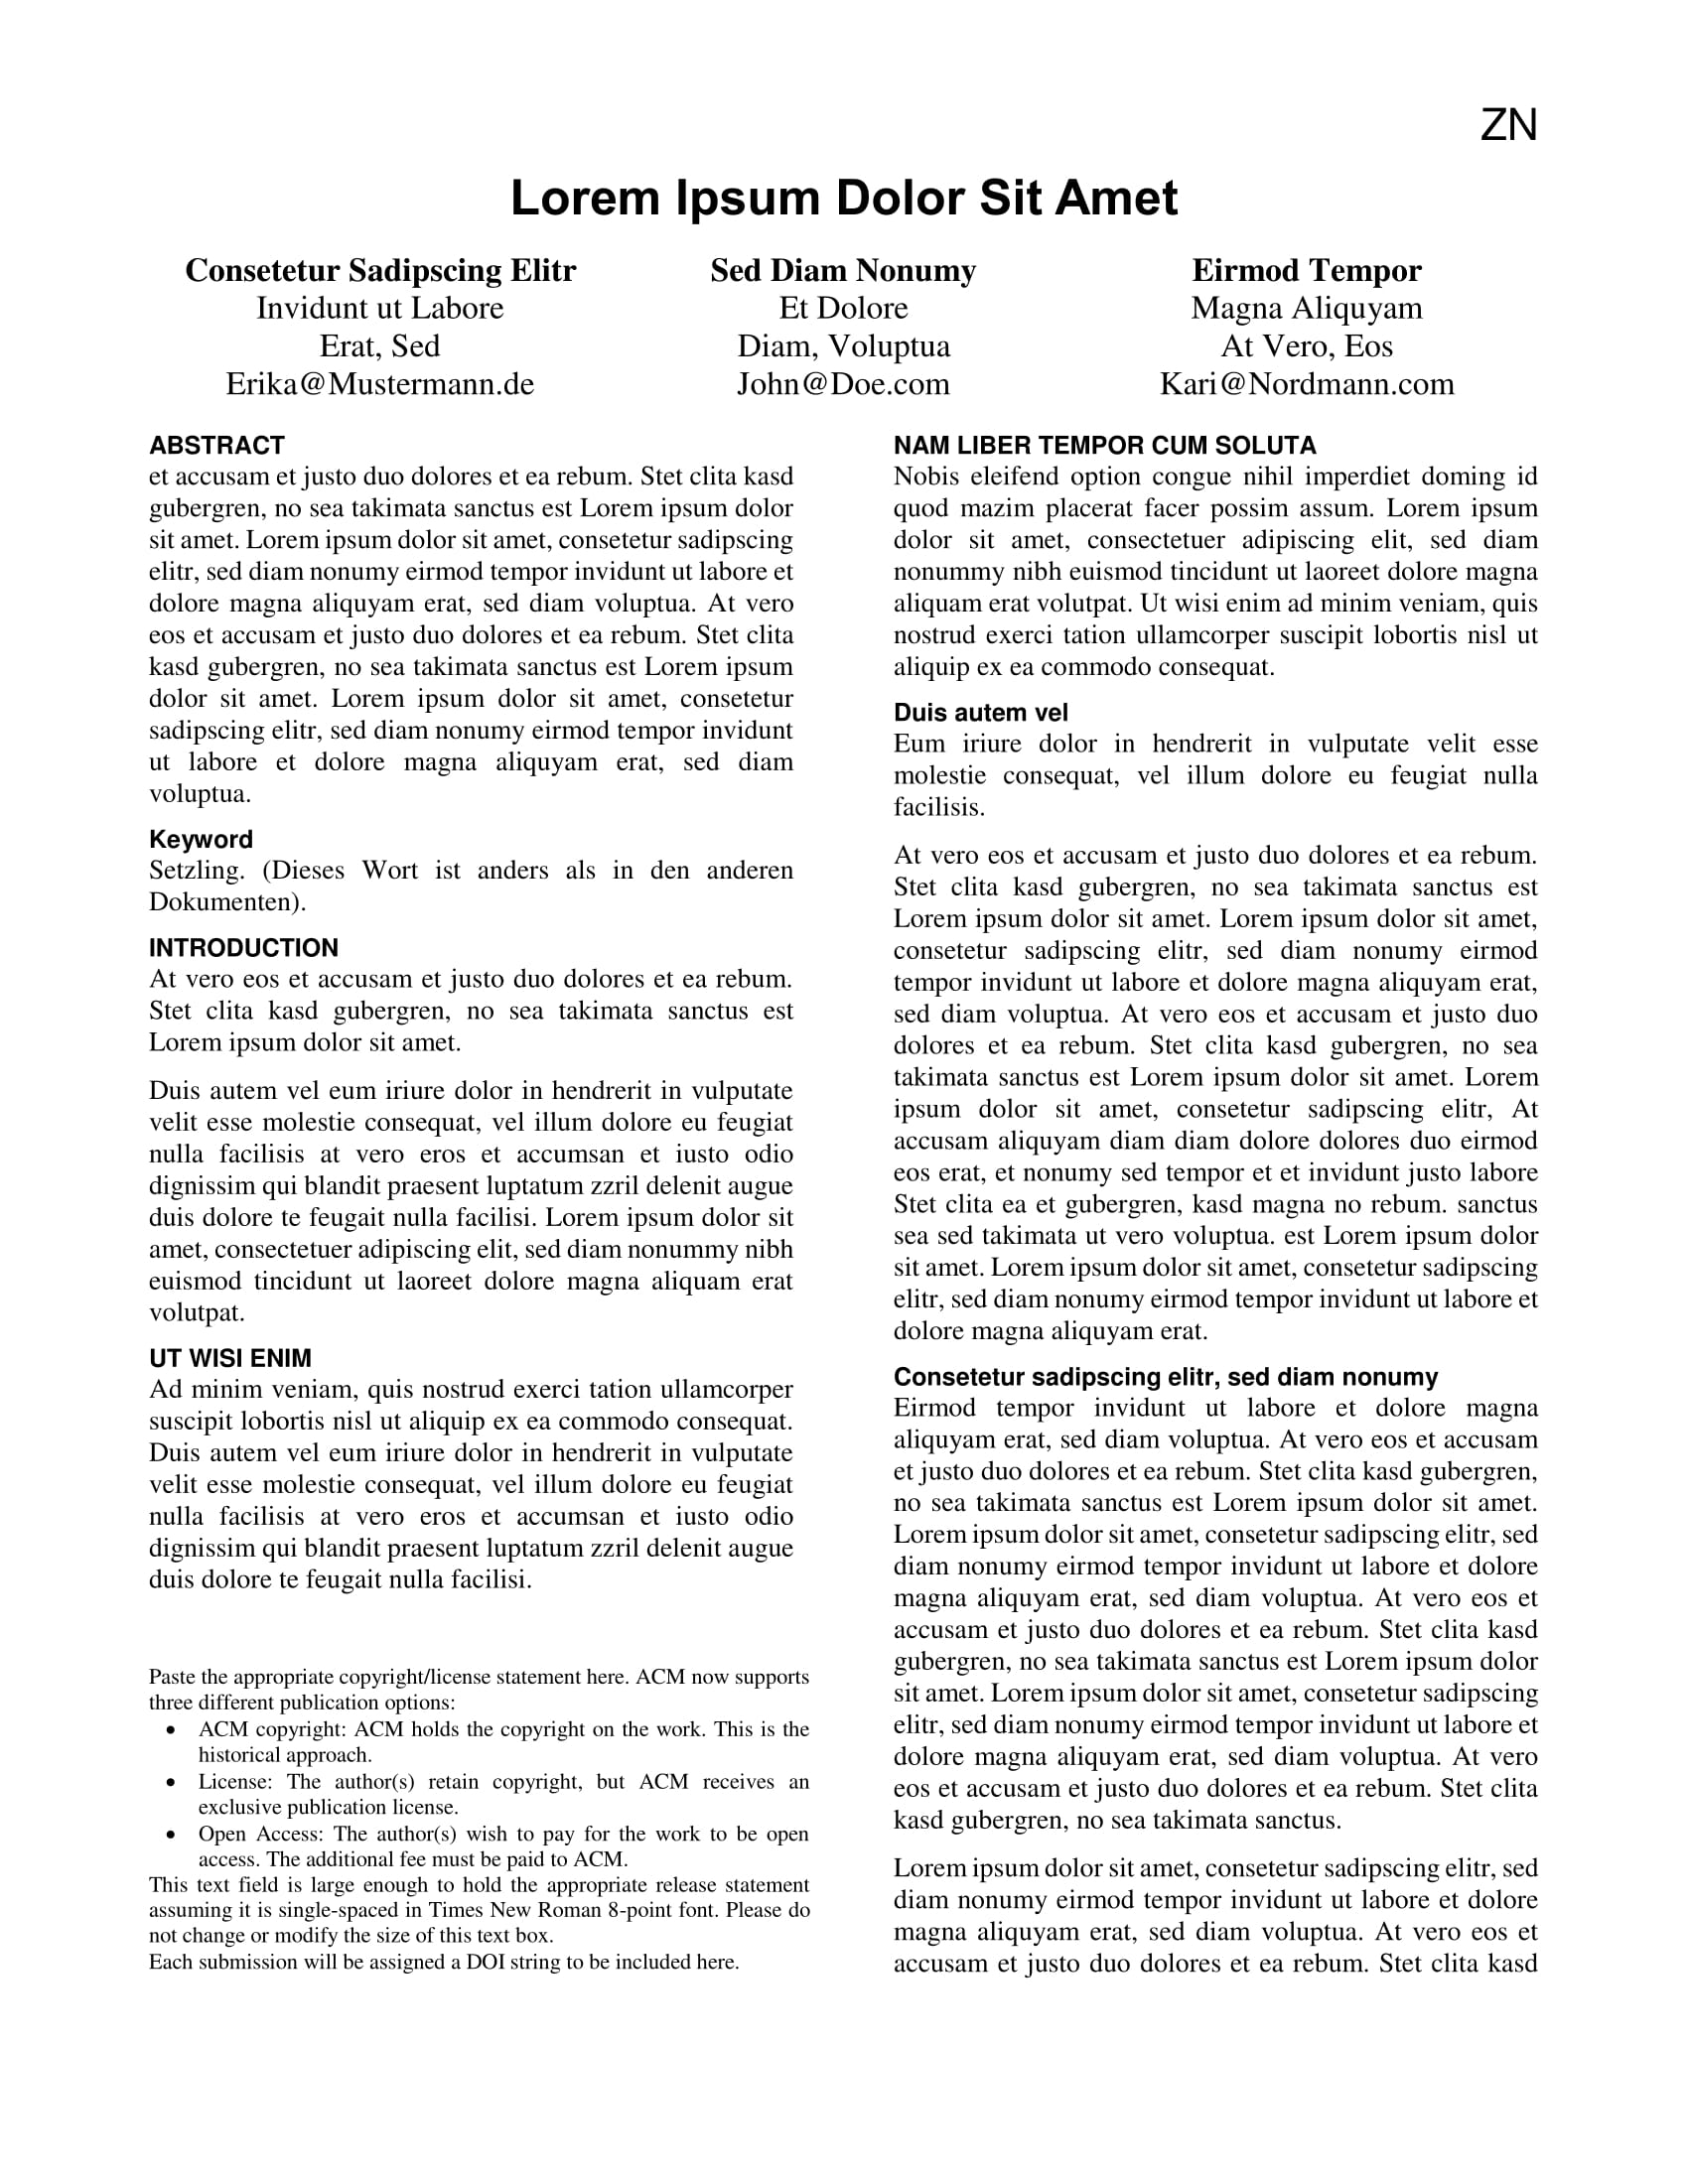 ZN
Lorem Ipsum Dolor Sit Amet
Consetetur Sadipscing Elitr
Invidunt ut Labore
Erat, Sed
Erika@Mustermann.de
Sed Diam Nonumy
Et Dolore
Diam, Voluptua
John@Doe.com
Eirmod Tempor
Magna Aliquyam
At Vero, Eos
Kari@Nordmann.com
ABSTRACT
et accusam et justo duo dolores et ea rebum. Stet clita kasd
gubergren, no sea takimata sanctus est Lorem ipsum dolor
sit amet. Lorem ipsum dolor sit amet, consetetur sadipscing
elitr, sed diam nonumy eirmod tempor invidunt ut labore et
dolore magna aliquyam erat, sed diam voluptua. At vero
eos et accusam et justo duo dolores et ea rebum. Stet clita
kasd gubergren, no sea takimata sanctus est Lorem ipsum
dolor sit amet. Lorem ipsum dolor sit amet, consetetur
sadipscing elitr, sed diam nonumy eirmod tempor invidunt
ut labore et dolore magna aliquyam erat, sed diam
voluptua.
Keyword
Setzling. (Dieses Wort ist anders als in den anderen
Dokumenten).
INTRODUCTION
At vero eos et accusam et justo duo dolores et ea rebum.
Stet clita kasd gubergren, no sea takimata sanctus est
Lorem ipsum dolor sit amet.
Duis autem vel eum iriure dolor in hendrerit in vulputate
velit esse molestie consequat, vel illum dolore eu feugiat
nulla facilisis at vero eros et accumsan et iusto odio
dignissim qui blandit praesent luptatum zzril delenit augue
duis dolore te feugait nulla facilisi. Lorem ipsum dolor sit
amet, consectetuer adipiscing elit, sed diam nonummy nibh
euismod tincidunt ut laoreet dolore magna aliquam erat
volutpat.
UT WISI ENIM
Ad minim veniam, quis nostrud exerci tation ullamcorper
suscipit lobortis nisl ut aliquip ex ea commodo consequat.
Duis autem vel eum iriure dolor in hendrerit in vulputate
velit esse molestie consequat, vel illum dolore eu feugiat
nulla facilisis at vero eros et accumsan et iusto odio
dignissim qui blandit praesent luptatum zzril delenit augue
duis dolore te feugait nulla facilisi.
Paste the appropriate copyright/license statement here. ACM now supports
three different publication options:
• ACM copyright: ACM holds the copyright on the work. This is the
historical approach.
• License: The author(s) retain copyright, but ACM receives an
exclusive publication license.
• Open Access: The author(s) wish to pay for the work to be open
access. The additional fee must be paid to ACM.
This text field is large enough to hold the appropriate release statement
assuming it is single-spaced in Times New Roman 8-point font. Please do
not change or modify the size of this text box.
Each submission will be assigned a DOI string to be included here.
NAM LIBER TEMPOR CUM SOLUTA
Nobis eleifend option congue nihil imperdiet doming id
quod mazim placerat facer possim assum. Lorem ipsum
dolor sit amet, consectetuer adipiscing elit, sed diam
nonummy nibh euismod tincidunt ut laoreet dolore magna
aliquam erat volutpat. Ut wisi enim ad minim veniam, quis
nostrud exerci tation ullamcorper suscipit lobortis nisl ut
aliquip ex ea commodo consequat.
Duis autem vel
Eum iriure dolor in hendrerit in vulputate velit esse
molestie consequat, vel illum dolore eu feugiat nulla
facilisis.
At vero eos et accusam et justo duo dolores et ea rebum.
Stet clita kasd gubergren, no sea takimata sanctus est
Lorem ipsum dolor sit amet. Lorem ipsum dolor sit amet,
consetetur sadipscing elitr, sed diam nonumy eirmod
tempor invidunt ut labore et dolore magna aliquyam erat,
sed diam voluptua. At vero eos et accusam et justo duo
dolores et ea rebum. Stet clita kasd gubergren, no sea
takimata sanctus est Lorem ipsum dolor sit amet. Lorem
ipsum dolor sit amet, consetetur sadipscing elitr, At
accusam aliquyam diam diam dolore dolores duo eirmod
eos erat, et nonumy sed tempor et et invidunt justo labore
Stet clita ea et gubergren, kasd magna no rebum. sanctus
sea sed takimata ut vero voluptua. est Lorem ipsum dolor
sit amet. Lorem ipsum dolor sit amet, consetetur sadipscing
elitr, sed diam nonumy eirmod tempor invidunt ut labore et
dolore magna aliquyam erat.
Consetetur sadipscing elitr, sed diam nonumy
Eirmod tempor invidunt ut labore et dolore magna
aliquyam erat, sed diam voluptua. At vero eos et accusam
et justo duo dolores et ea rebum. Stet clita kasd gubergren,
no sea takimata sanctus est Lorem ipsum dolor sit amet.
Lorem ipsum dolor sit amet, consetetur sadipscing elitr, sed
diam nonumy eirmod tempor invidunt ut labore et dolore
magna aliquyam erat, sed diam voluptua. At vero eos et
accusam et justo duo dolores et ea rebum. Stet clita kasd
gubergren, no sea takimata sanctus est Lorem ipsum dolor
sit amet. Lorem ipsum dolor sit amet, consetetur sadipscing
elitr, sed diam nonumy eirmod tempor invidunt ut labore et
dolore magna aliquyam erat, sed diam voluptua. At vero
eos et accusam et justo duo dolores et ea rebum. Stet clita
kasd gubergren, no sea takimata sanctus.
Lorem ipsum dolor sit amet, consetetur sadipscing elitr, sed
diam nonumy eirmod tempor invidunt ut labore et dolore
magna aliquyam erat, sed diam voluptua. At vero eos et
accusam et justo duo dolores et ea rebum. Stet clita kasd